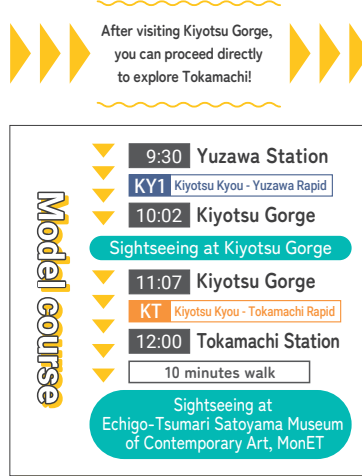 After visiting Kiyotsu Gorge,
you can proceed directly
to explore Tokamachi!
Model course
9:30 Yuzawa Station
KY1 Kiyotsu Kyou - Yuzawa Rapid
10:02 Kiyotsu Gorge
Sightseeing at Kiyotsu Gorge
11:07 Kiyotsu Gorge
KT Kiyotsu Kyou - Tokamachi Rapid
12:00 Tokamachi Station
10 minutes walk
Sightseeing at
Echigo-Tsumari Satoyama Museum
of Contemporary Art, MonET